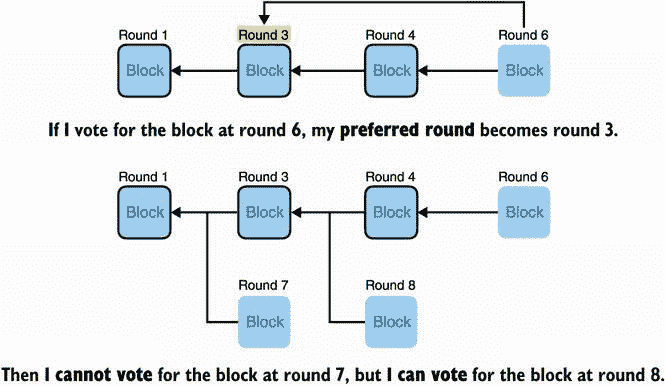 Round 1 Round 3 Round 4 Round 6
Block Block Block Block
If I vote for the block at round 6, my preferred round becomes round 3.
Round 1 Round 3 Round 4 Round 6
Block Block Block Block
Round 7 Round 8
Block Block
Then I cannot vote for the block at round 7, but I can vote for the block at round 8.